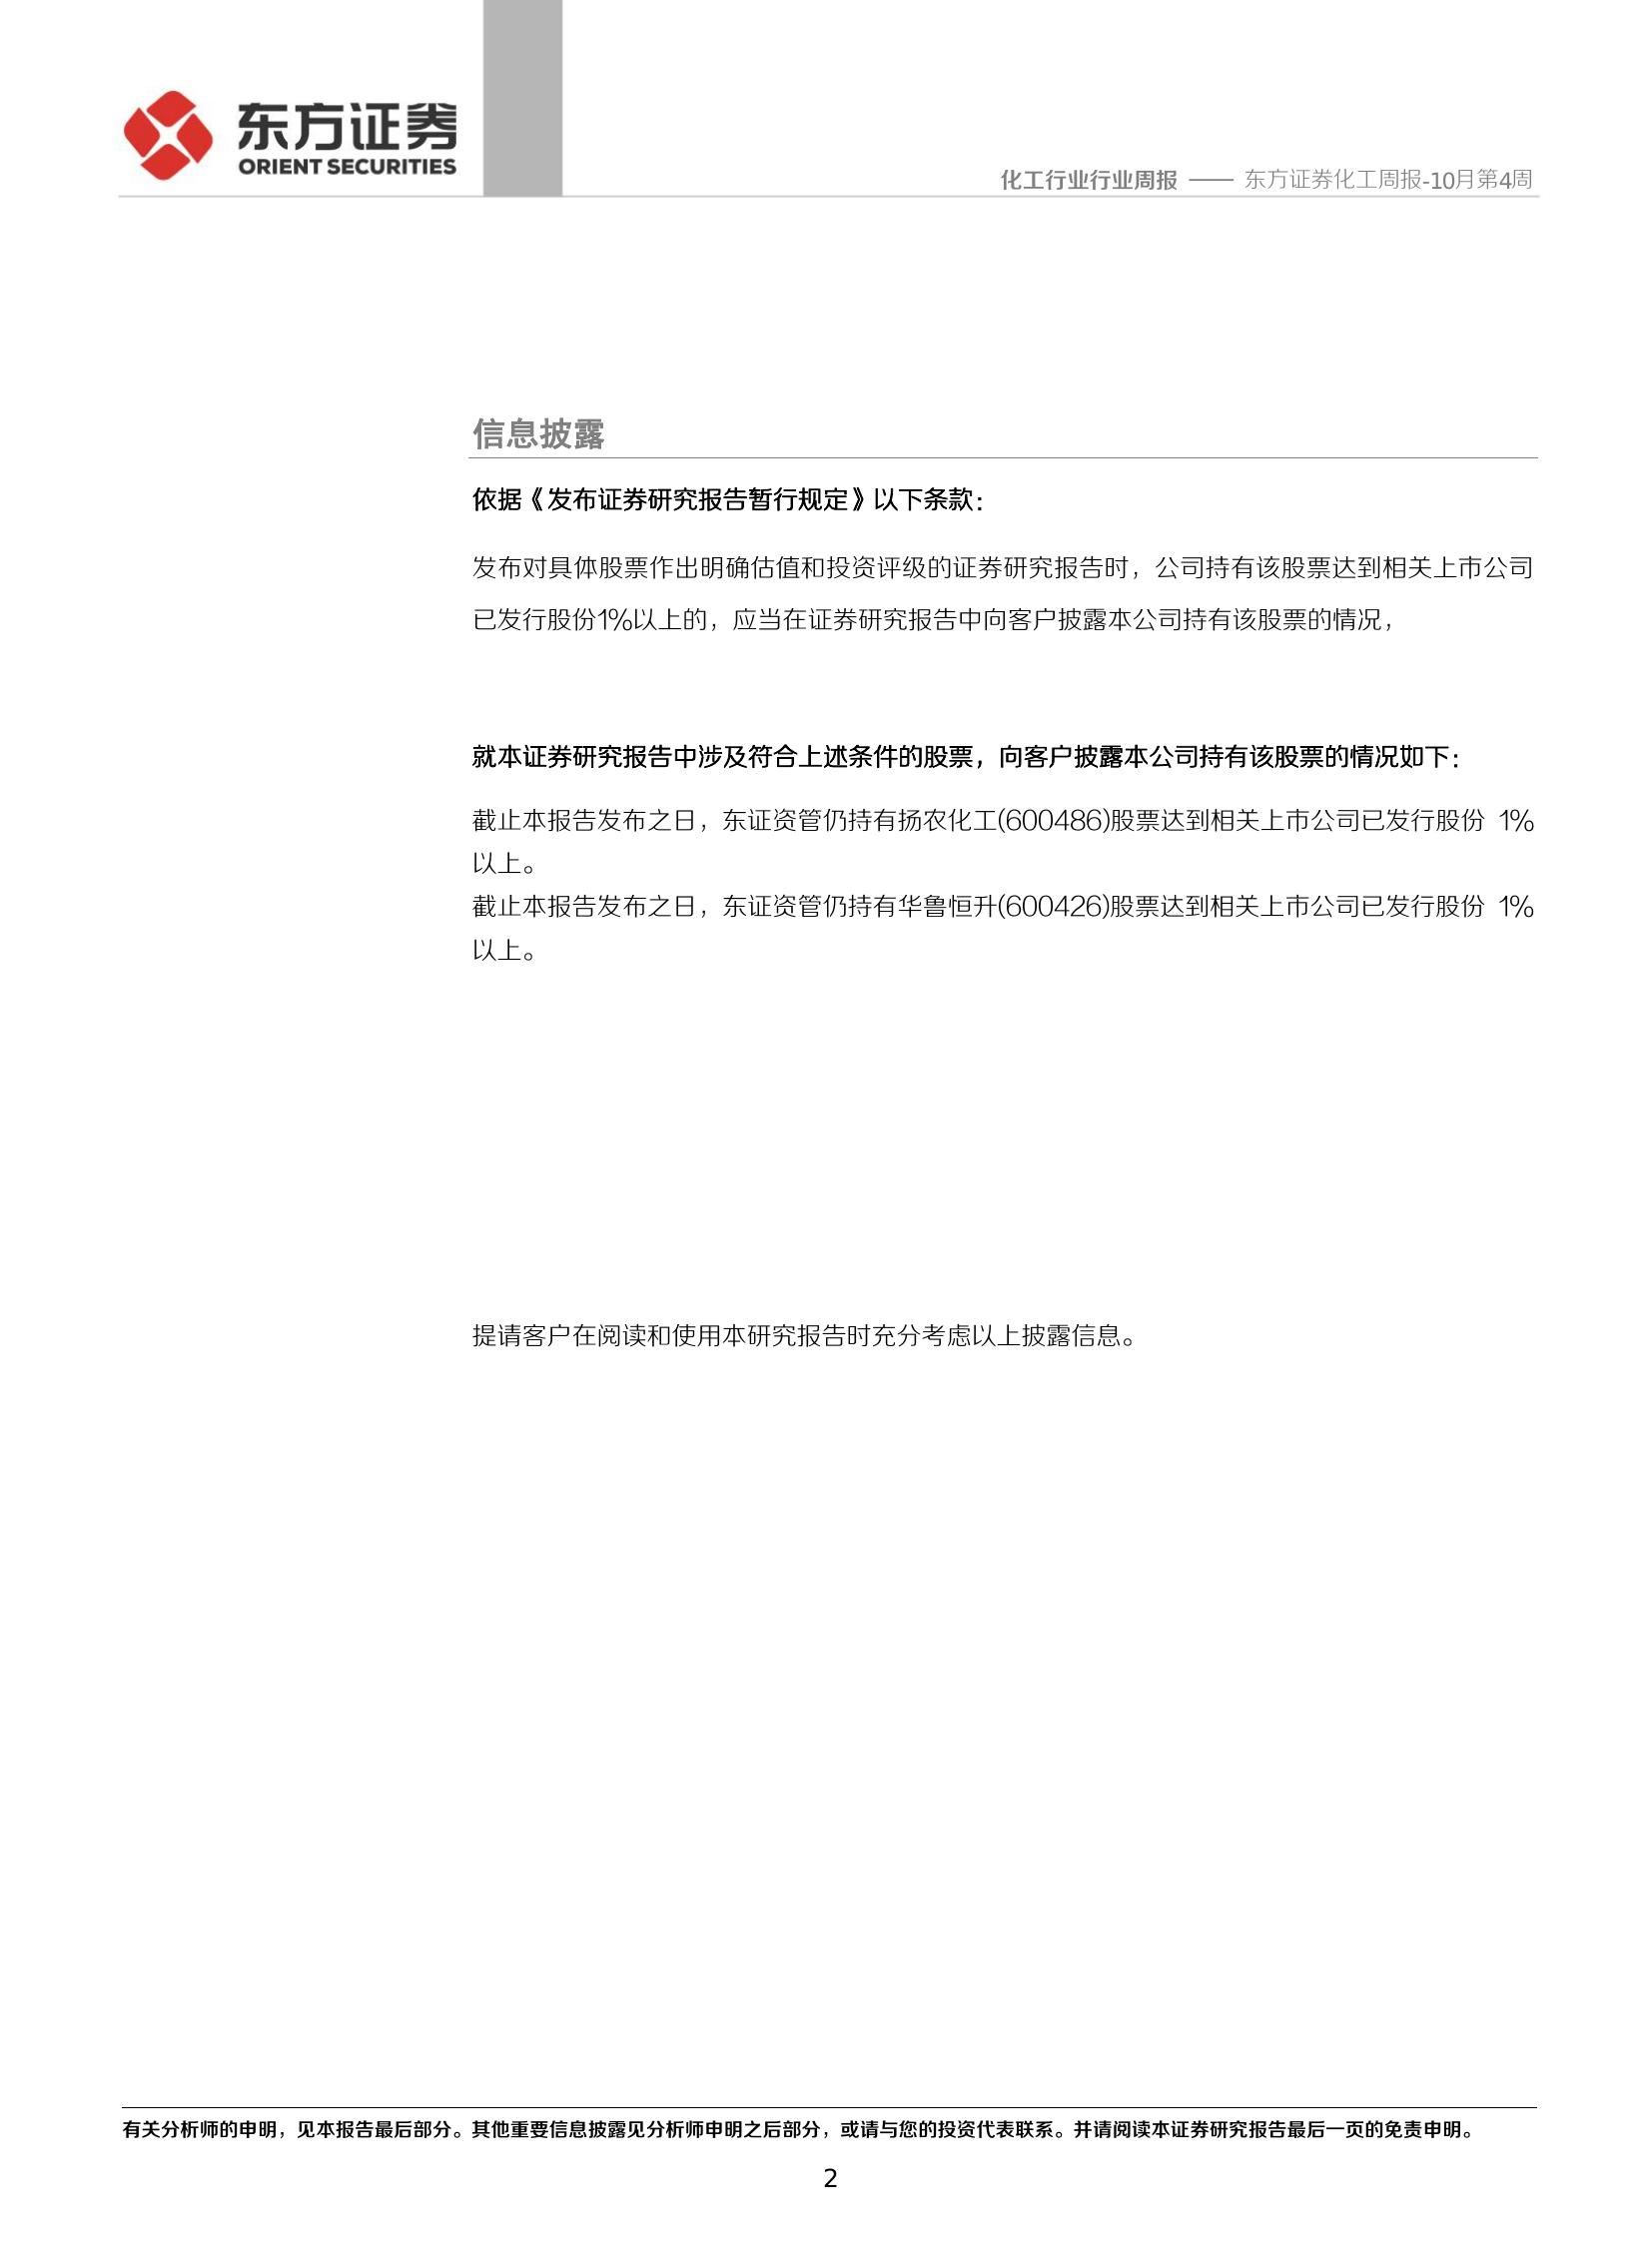 东方证券
ORIENT SECURITIES
化工行业行业周报 —— 东方证券化工周报-10月第4周
信息披露
依据《发布证券研究报告暂行规定》以下条款：
发布对具体股票作出明确估值和投资评级的证券研究报告时，公司持有该股票达到相关上市公司
已发行股份1%以上的，应当在证券研究报告中向客户披露本公司持有该股票的情况，
就本证券研究报告中涉及符合上述条件的股票，向客户披露本公司持有该股票的情况如下：
截止本报告发布之日，东证资管仍持有扬农化工(600486)股票达到相关上市公司已发行股份 1%
以上。
截止本报告发布之日，东证资管仍持有华鲁恒升(600426)股票达到相关上市公司已发行股份 1%
以上。
提请客户在阅读和使用本研究报告时充分考虑以上披露信息。
有关分析师的申明，见本报告最后部分。其他重要信息披露见分析师申明之后部分，或请与您的投资代表联系。并请阅读本证券研究报告最后一页的免责申明。
2